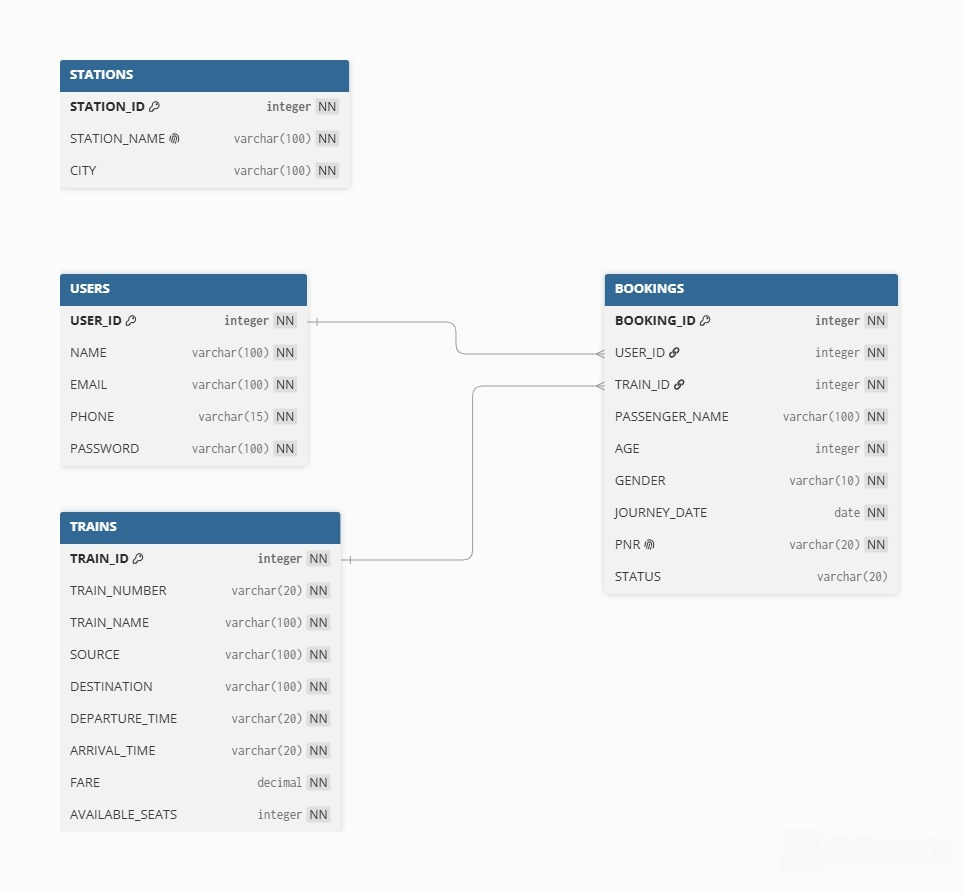 STATIONS
STATION_ID integer NN
STATION_NAME varchar(100) NN
CITY varchar(100) NN
USERS
USER_ID integer NN
NAME varchar(100) NN
EMAIL varchar(100) NN
PHONE varchar(15) NN
PASSWORD varchar(100) NN
TRAINS
TRAIN_ID integer NN
TRAIN_NUMBER varchar(20) NN
TRAIN_NAME varchar(100) NN
SOURCE varchar(100) NN
DESTINATION varchar(100) NN
DEPARTURE_TIME varchar(20) NN
ARRIVAL_TIME varchar(20) NN
FARE decimal NN
AVAILABLE_SEATS integer NN
BOOKINGS
BOOKING_ID integer NN
USER_ID integer NN
TRAIN_ID integer NN
PASSENGER_NAME varchar(100) NN
AGE integer NN
GENDER varchar(10) NN
JOURNEY_DATE date NN
PNR varchar(20) NN
STATUS varchar(20)